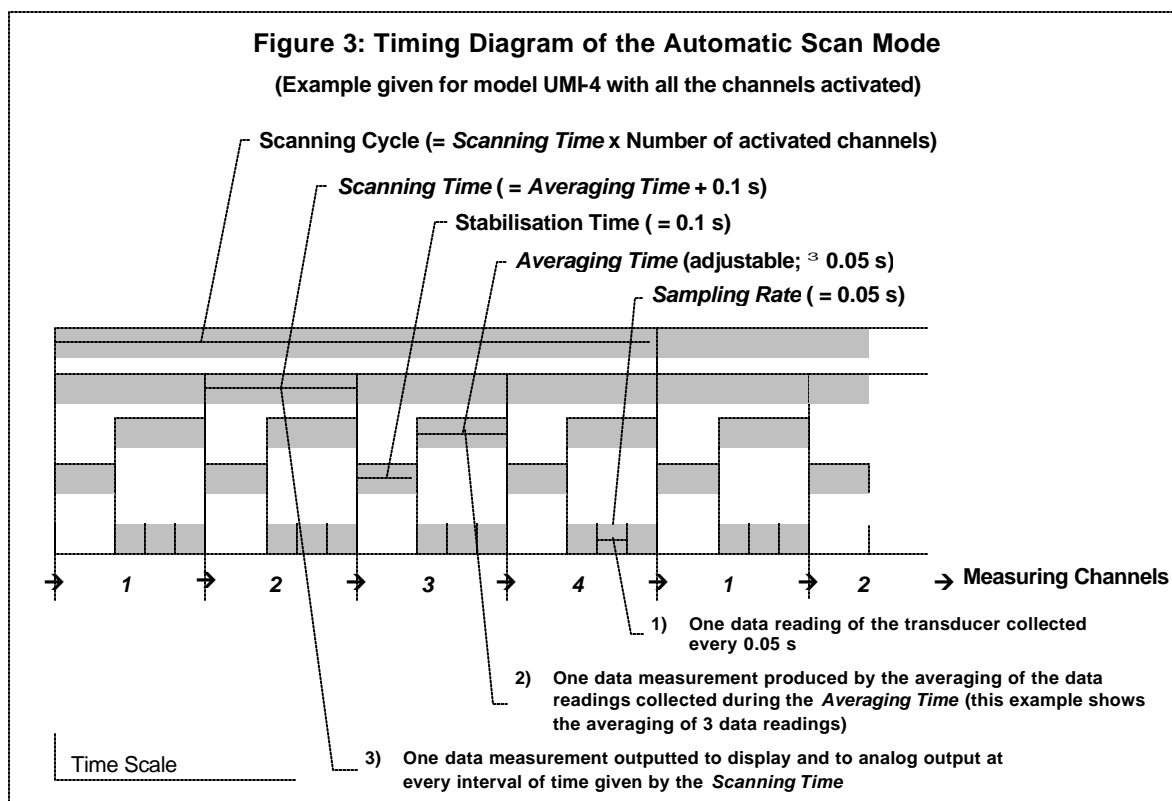 Figure 3: Timing Diagram of the Automatic Scan Mode
(Example given for model UMI-4 with all the channels activated)
Scanning Cycle (= Scanning Time x Number of activated channels)
Scanning Time ( = Averaging Time + 0.1 s)
Stabilisation Time ( = 0.1 s)
Averaging Time (adjustable; ³ 0.05 s)
Sampling Rate ( = 0.05 s)
→ 1 → 2 → 3 → 4 → 1 → 2 → Measuring Channels
1) One data reading of the transducer collected
every 0.05 s
2) One data measurement produced by the averaging of the data
readings collected during the Averaging Time (this example shows
the averaging of 3 data readings)
3) One data measurement outputted to display and to analog output at
every interval of time given by the Scanning Time
Time Scale